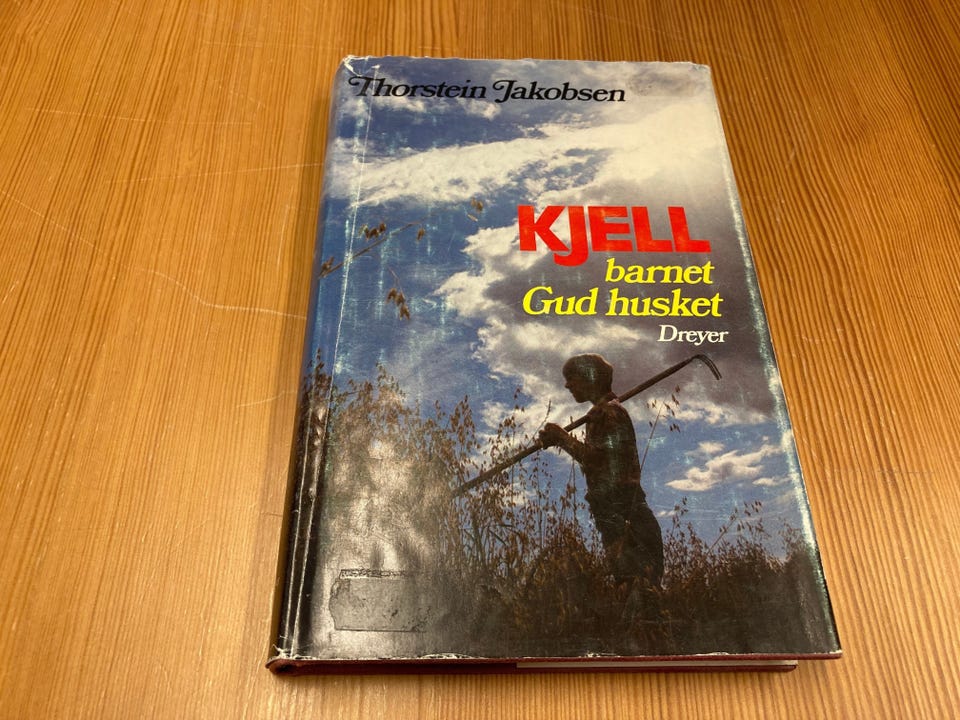 Thorstein Jakobsen
KJELL
barnet
Gud husket
Dreyer